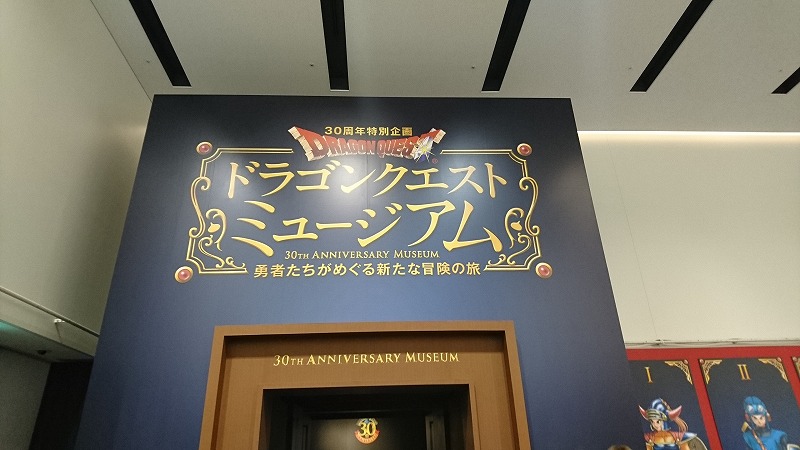 30周年特別企画
DRAGON QUEST
ドラゴンクエスト
ミュージアム
30TH ANNIVERSARY MUSEUM
勇者たちがめぐる新たな冒険の旅
30TH ANNIVERSARY MUSEUM
30
I
II